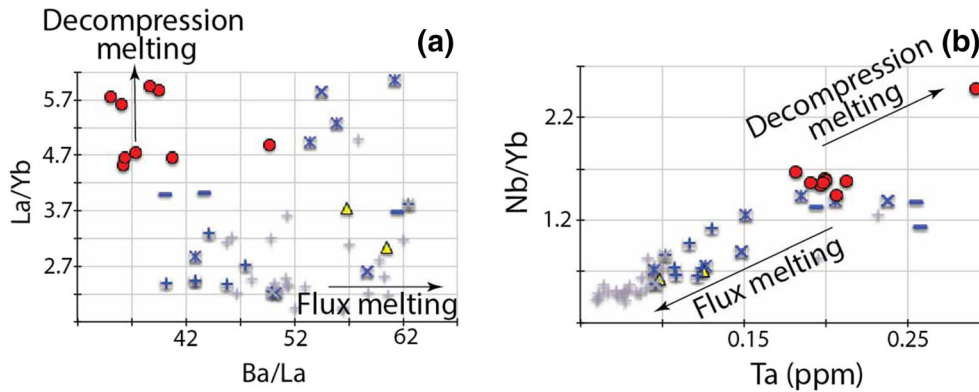 Decompression
melting
(a)
5.7
4.7
3.7
2.7
La/Yb
Flux melting
42
52
62
Ba/La
(b)
Decompression
melting
2.2
1.2
Nb/Yb
Flux melting
0.15
0.25
Ta (ppm)